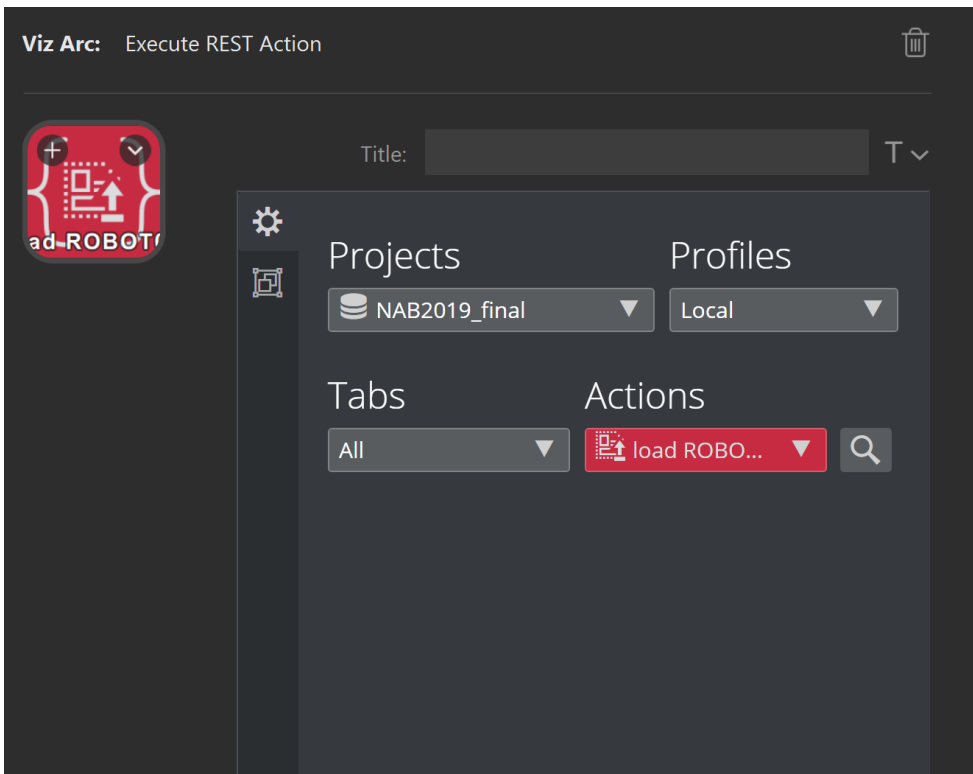 Viz Arc: Execute REST Action
Title:
T
ad-ROBOT
Projects
Profiles
NAB2019_final
Local
Tabs
Actions
All
load ROBO...